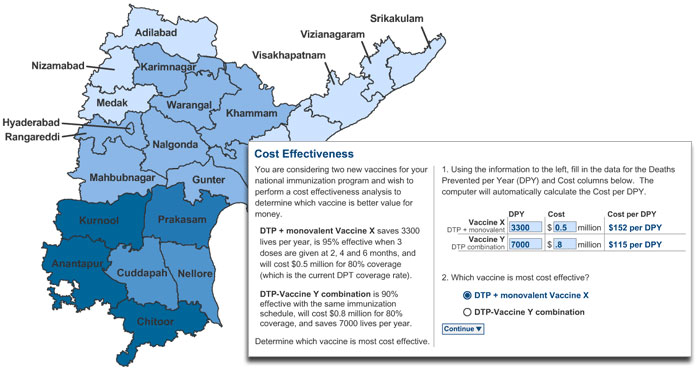 Srikakulam
Adilabad
Vizianagaram
Visakhapatnam
Nizamabad
Karimnagar
Medak
Warangal
Khammam
Hyaderabad
Rangareddi
Nalgonda
Mahbubnagar
Gunter
Kurnool
Prakasam
Anantapur
Cuddapah
Nellore
Chitoor
Cost Effectiveness
You are considering two new vaccines for your
national immunization program and wish to
perform a cost effectiveness analysis to
determine which vaccine is better value for
money.
DTP + monovalent Vaccine X saves 3300
lives per year, is 95% effective when 3
doses are given at 2, 4 and 6 months, and
will cost $0.5 million for 80% coverage
(which is the current DPT coverage rate).
DTP-Vaccine Y combination is 90%
effective with the same immunization
schedule, will cost $0.8 million for 80%
coverage, and saves 7000 lives per year.
Determine which vaccine is most cost effective.
1. Using the information to the left, fill in the data for the Deaths
Prevented per Year (DPY) and Cost columns below. The
computer will automatically calculate the Cost per DPY.
DPY Cost Cost per DPY
Vaccine X
DTP + monovalent 3300 $ 0.5 million $152 per DPY
Vaccine Y
DTP combination 7000 $ .8 million $115 per DPY
2. Which vaccine is most cost effective?
DTP + monovalent Vaccine X
DTP-Vaccine Y combination
Continue ▼